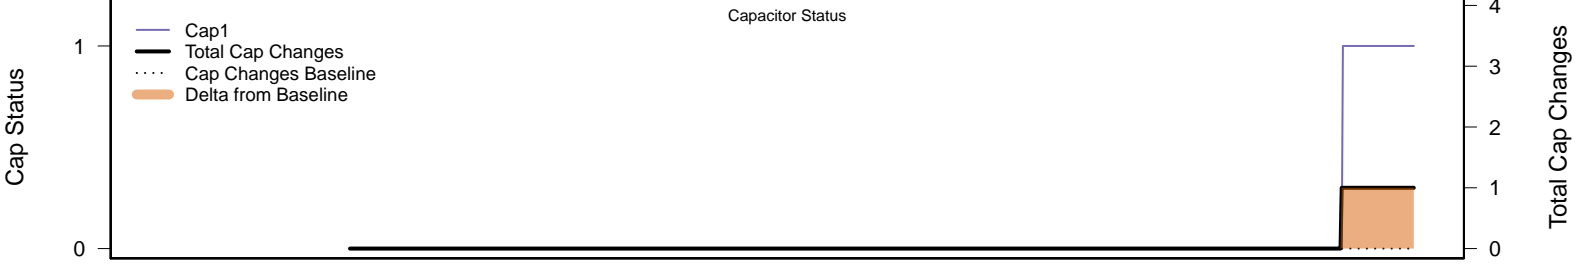 Capacitor Status
Cap1
Total Cap Changes
Cap Changes Baseline
Delta from Baseline
Cap Status
1
0
4
3
2
1
0
Total Cap Changes